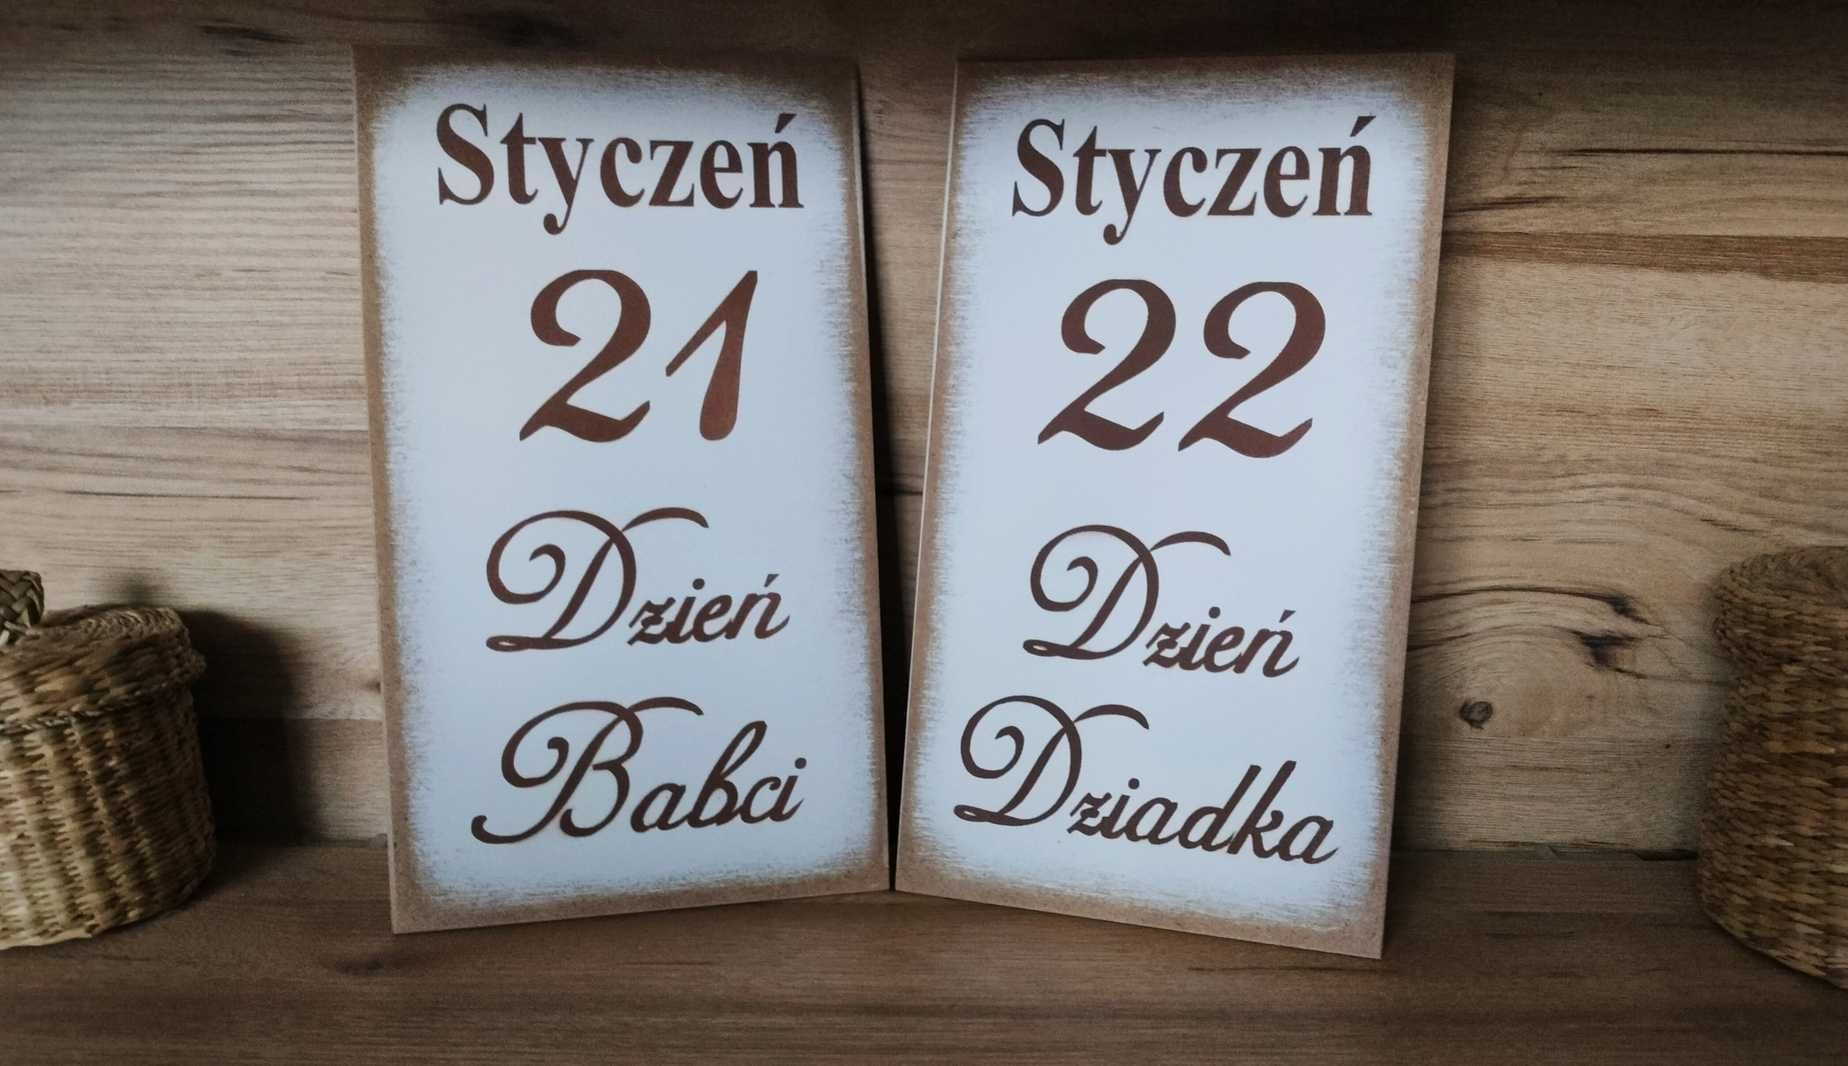 Styczeń
21
Dzień
Babci
Styczeń
22
Dzień
Dziadka